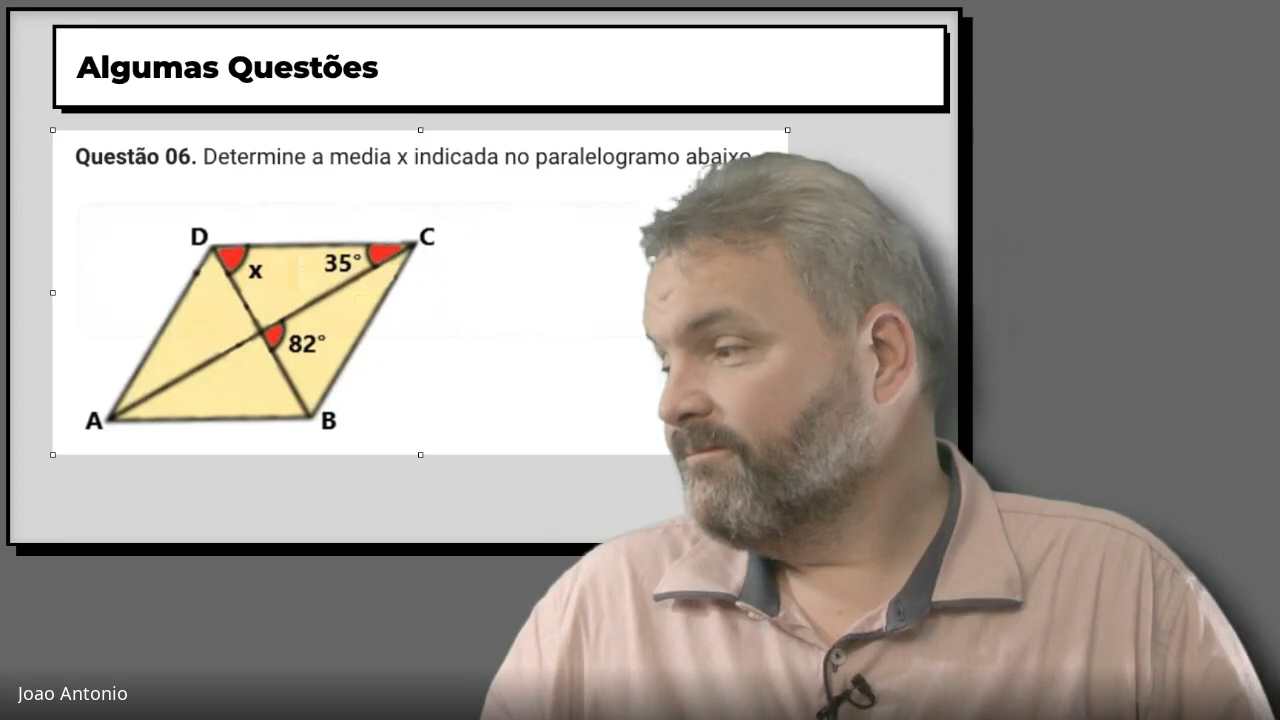 Algumas Questões
Questão 06. Determine a media x indicada no paralelogramo abaixo
D
C
x
35°
82°
A
B
Joao Antonio